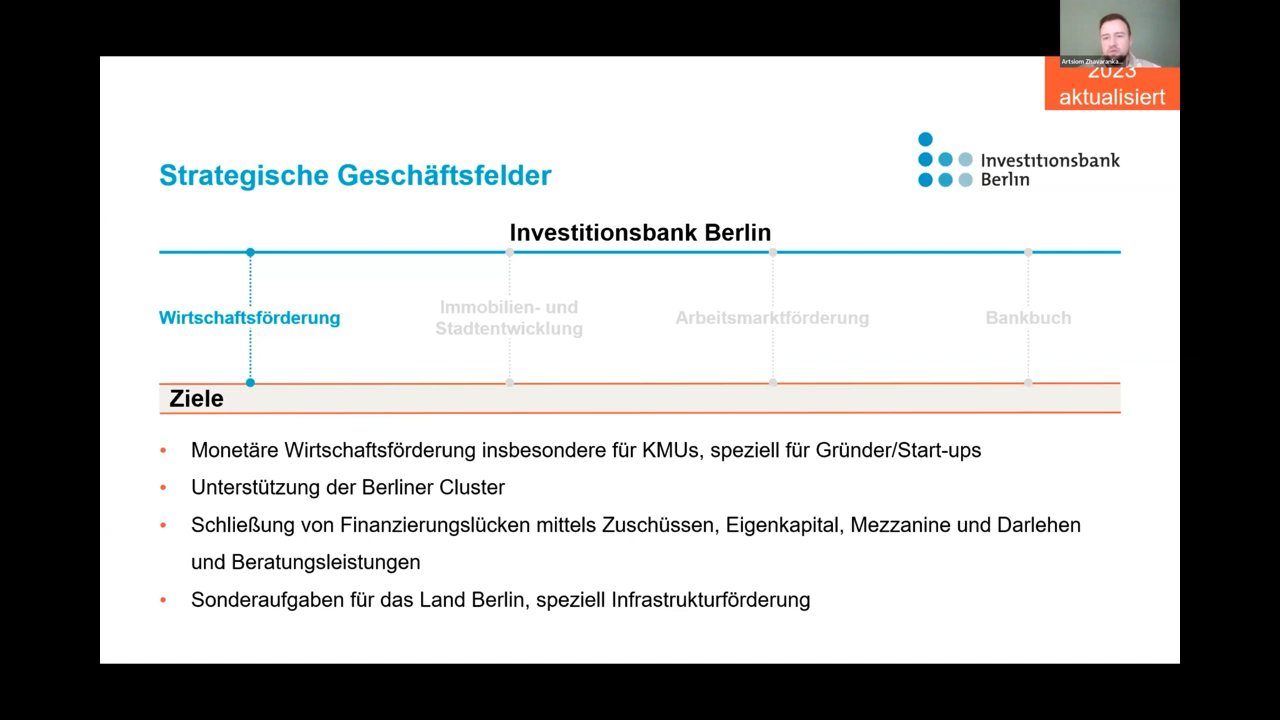 Artsiom Zhavaranka...
2023
aktualisiert
Strategische Geschäftsfelder
Investitionsbank
Berlin
Investitionsbank Berlin
Wirtschaftsförderung
Immobilien- und
Stadtentwicklung
Arbeitsmarktförderung
Bankbuch
Ziele
• Monetäre Wirtschaftsförderung insbesondere für KMUs, speziell für Gründer/Start-ups
• Unterstützung der Berliner Cluster
• Schließung von Finanzierungslücken mittels Zuschüssen, Eigenkapital, Mezzanine und Darlehen
und Beratungsleistungen
• Sonderaufgaben für das Land Berlin, speziell Infrastrukturförderung